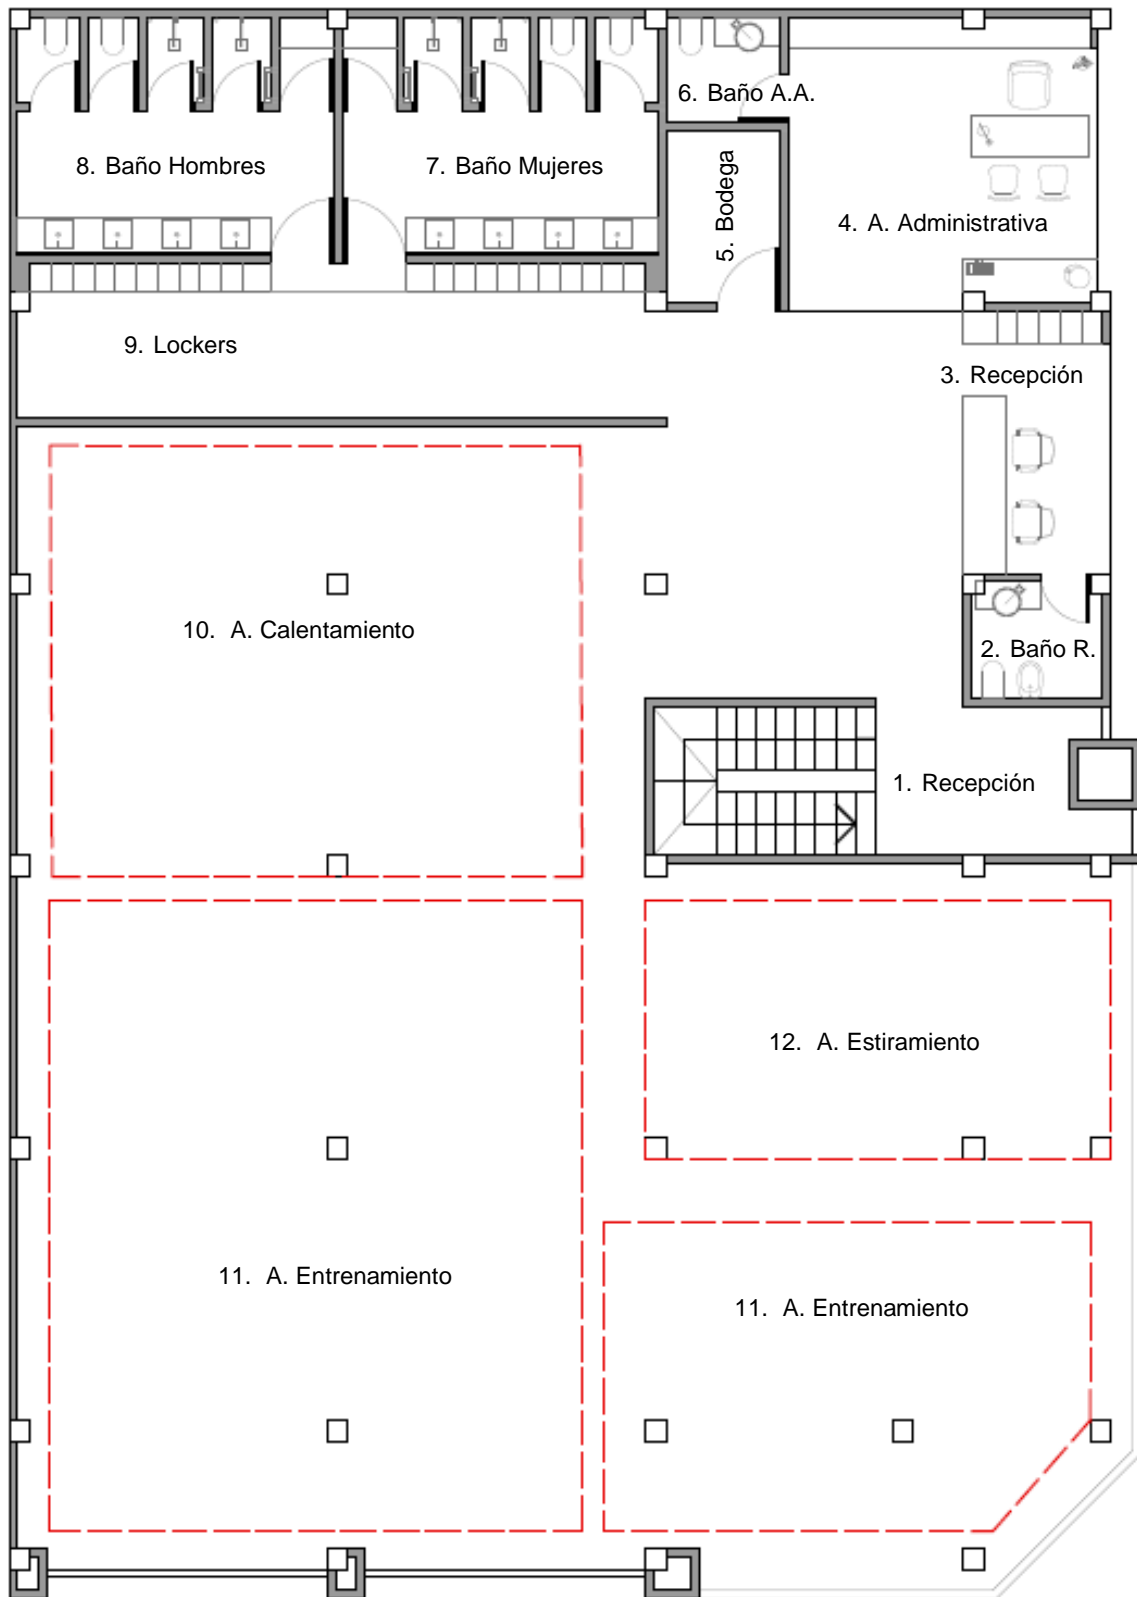 6. Baño A.A.
8. Baño Hombres
7. Baño Mujeres
5. Bodega
4. A. Administrativa
9. Lockers
3. Recepción
10. A. Calentamiento
2. Baño R.
1. Recepción
12. A. Estiramiento
11. A. Entrenamiento
11. A. Entrenamiento